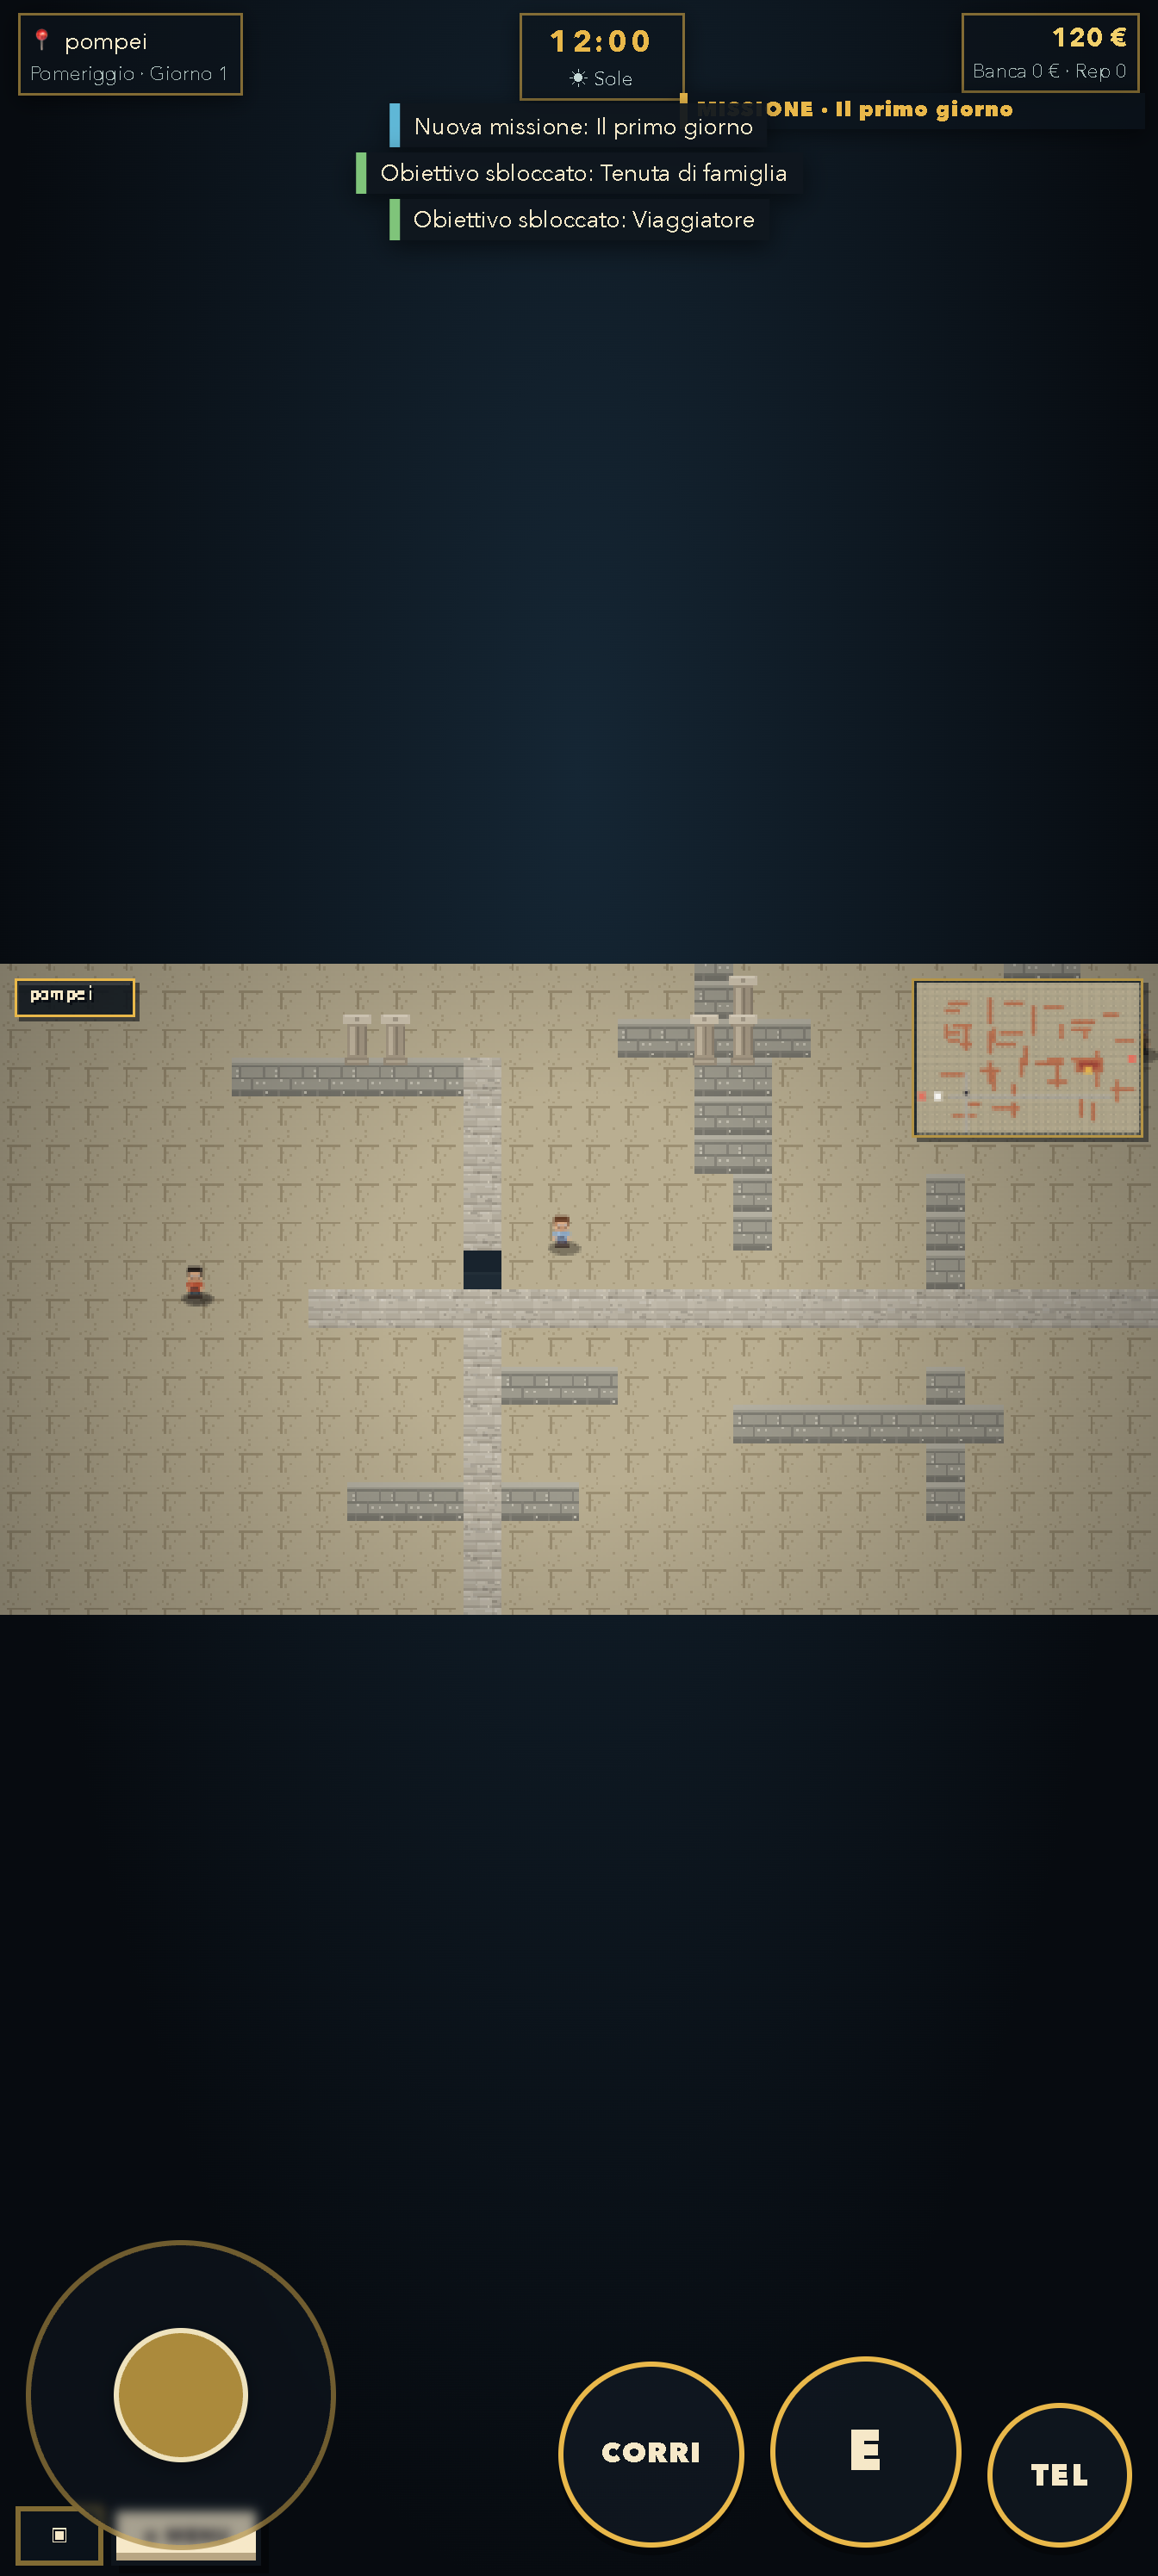 pompei
Pomeriggio · Giorno 1
12:00
Sole
120 €
Banca 0 € · Rep 0
MISSIONE · Il primo giorno
Nuova missione: Il primo giorno
Obiettivo sbloccato: Tenuta di famiglia
Obiettivo sbloccato: Viaggiatore
pompei
CORRI
E
TEL